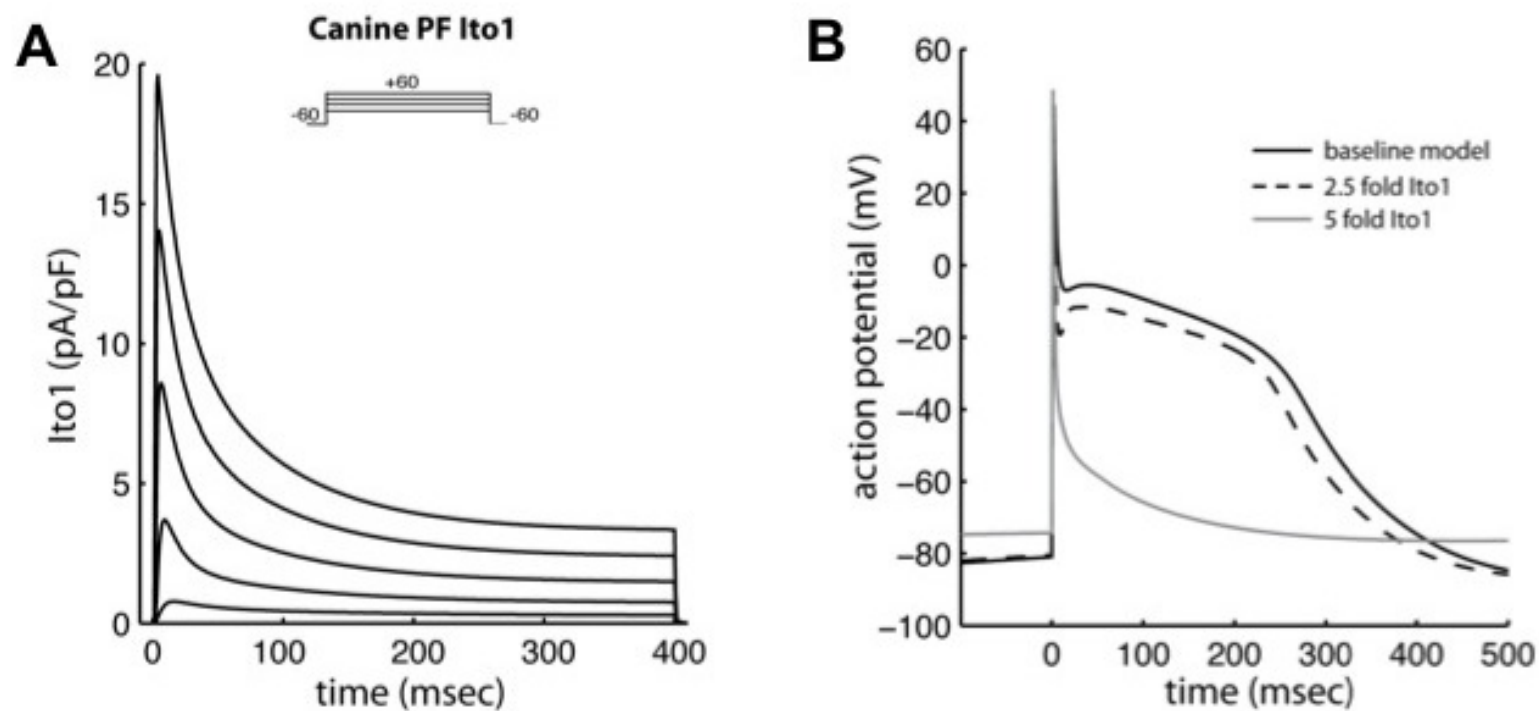 A
Canine PF Ito1
+60
-60
-60
20
15
10
5
0
Ito1 (pA/pF)
0 100 200 300 400
time (msec)
B
60
40
20
0
−20
−40
−60
−80
−100
action potential (mV)
baseline model
2.5 fold Ito1
5 fold Ito1
0 100 200 300 400 500
time (msec)